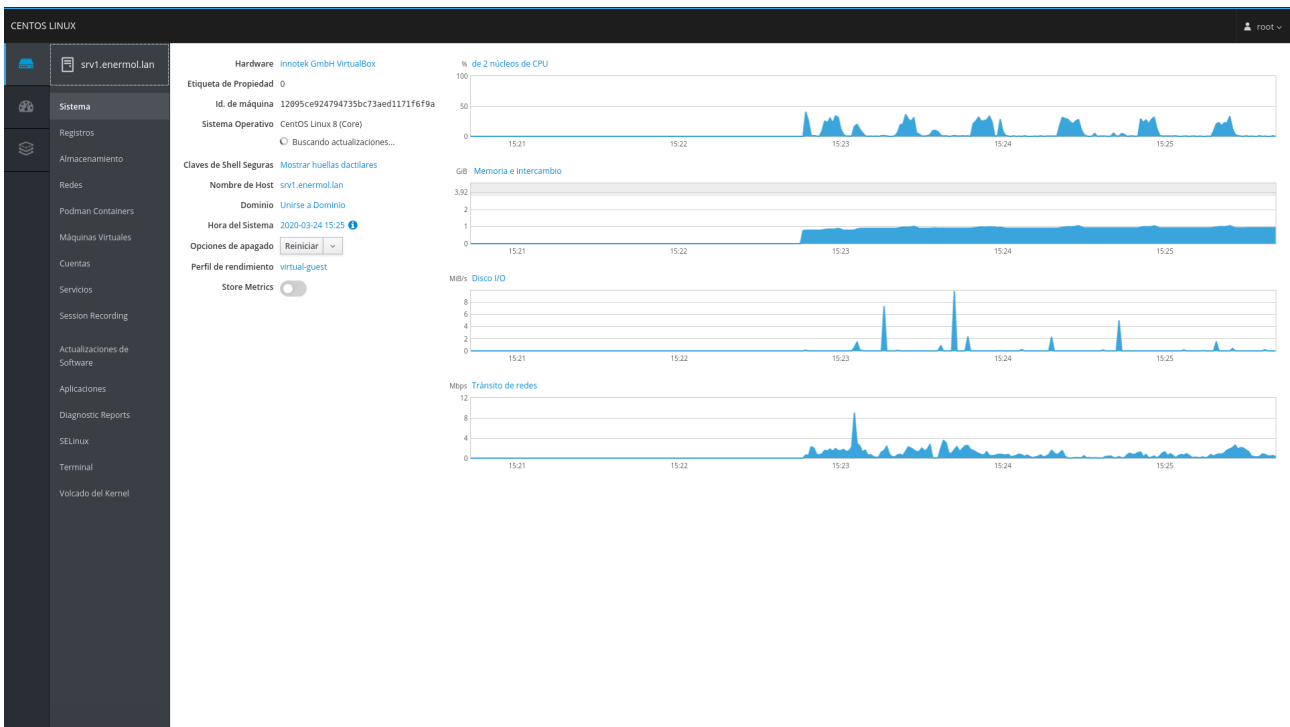 CENTOS LINUX
root
srv1.enermol.lan
Sistema
Registros
Almacenamiento
Redes
Podman Containers
Máquinas Virtuales
Cuentas
Servicios
Session Recording
Actualizaciones de
Software
Aplicaciones
Diagnostic Reports
SELinux
Terminal
Volcado del Kernel
Hardware innotek GmbH VirtualBox
Etiqueta de Propiedad 0
Id. de máquina 12095ce924794735bc73aed1171f6f9a
Sistema Operativo CentOS Linux 8 (Core)
Buscando actualizaciones...
Claves de Shell Seguras Mostrar huellas dactilares
Nombre de Host srv1.enermol.lan
Dominio Unirse a Dominio
Hora del Sistema 2020-03-24 15:25
Opciones de apagado Reiniciar
Perfil de rendimiento virtual-guest
Store Metrics
% de 2 núcleos de CPU
100
50
0
15:21 15:22 15:23 15:24 15:25
GiB Memoria e intercambio
3,92
2
1
0
15:21 15:22 15:23 15:24 15:25
MiB/s Disco I/O
8
6
4
2
0
15:21 15:22 15:23 15:24 15:25
Mbps Tránsito de redes
12
8
4
0
15:21 15:22 15:23 15:24 15:25